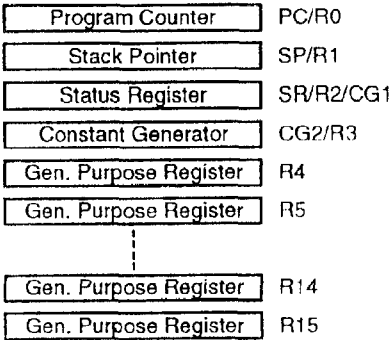 Program Counter PC/R0
Stack Pointer SP/R1
Status Register SR/R2/CG1
Constant Generator CG2/R3
Gen. Purpose Register R4
Gen. Purpose Register R5
Gen. Purpose Register R14
Gen. Purpose Register R15